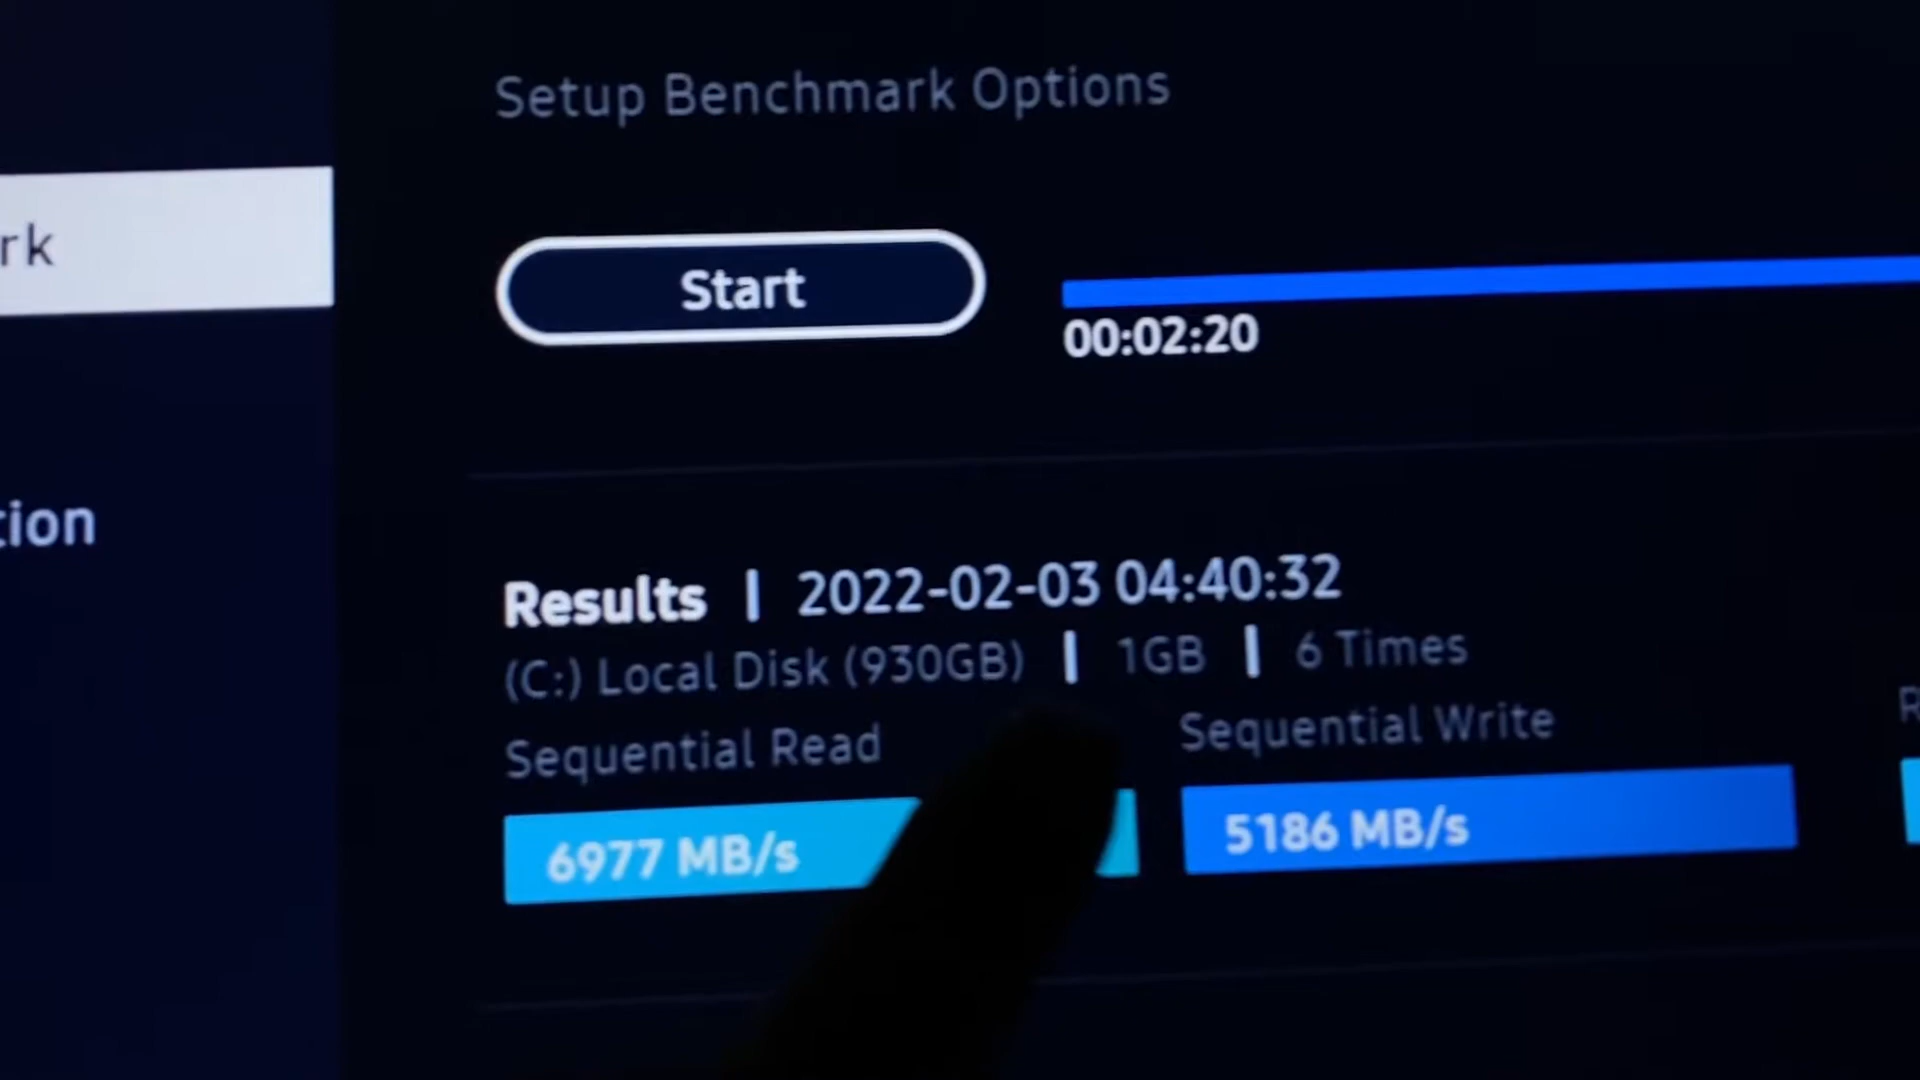 Setup Benchmark Options
rk
Start
00:02:20
tion
Results | 2022-02-03 04:40:32
(C:) Local Disk (930GB) | 1GB | 6 Times
Sequential Read
Sequential Write
R
6977 MB/s
5186 MB/s